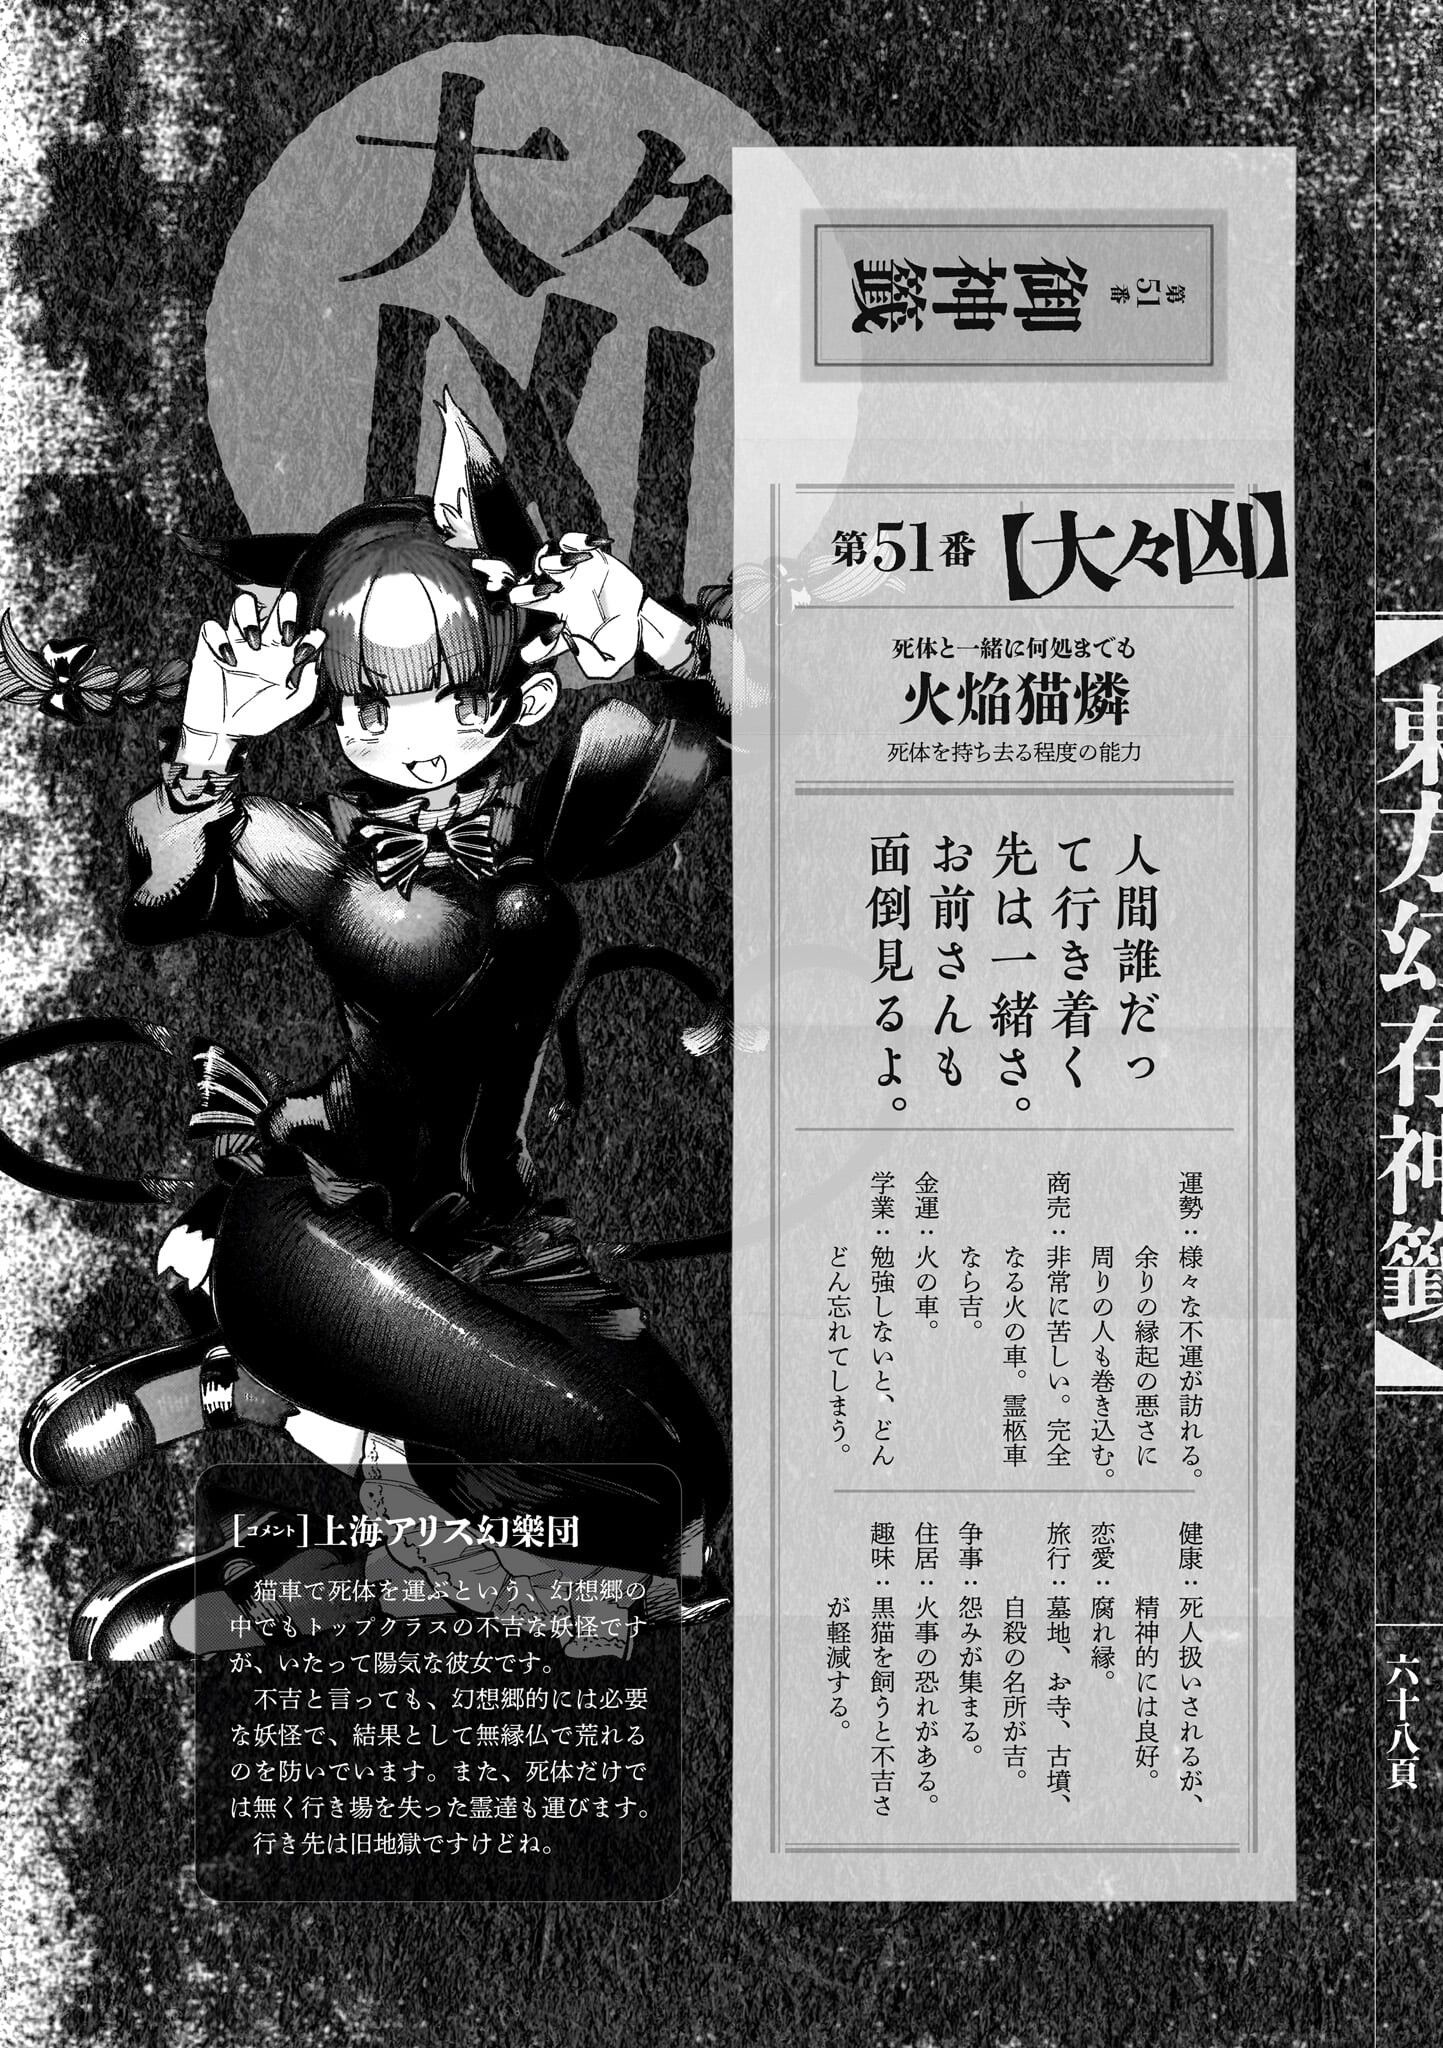 大々
凶
第51番
御神籤
第51番【大々凶】
死体と一緒に何処までも
火焔猫燐
死体を持ち去る程度の能力
人間誰だっ
て行き着く
先は一緒さ。
お前さんも
面倒見るよ。
運勢：様々な不運が訪れる。
余りの縁起の悪さに
周りの人も巻き込む。
商売：非常に苦しい。完全
なる火の車。霊柩車
なら吉。
金運：火の車。
学業：勉強しないと、どん
どん忘れてしまう。
健康：死人扱いされるが、
精神的には良好。
恋愛：腐れ縁。
旅行：墓地、お寺、古墳、
自殺の名所が吉。
争事：怨みが集まる。
住居：火事の恐れがある。
趣味：黒猫を飼うと不吉さ
が軽減する。
［コメント］上海アリス幻樂団
猫車で死体を運ぶという、幻想郷の
中でもトップクラスの不吉な妖怪です
が、いたって陽気な彼女です。
不吉と言っても、幻想郷的には必要
な妖怪で、結果として無縁仏で荒れる
のを防いでいます。また、死体だけで
は無く行き場を失った霊達も運びます。
行き先は旧地獄ですけどね。
【東方幻存神籤】
六十八頁